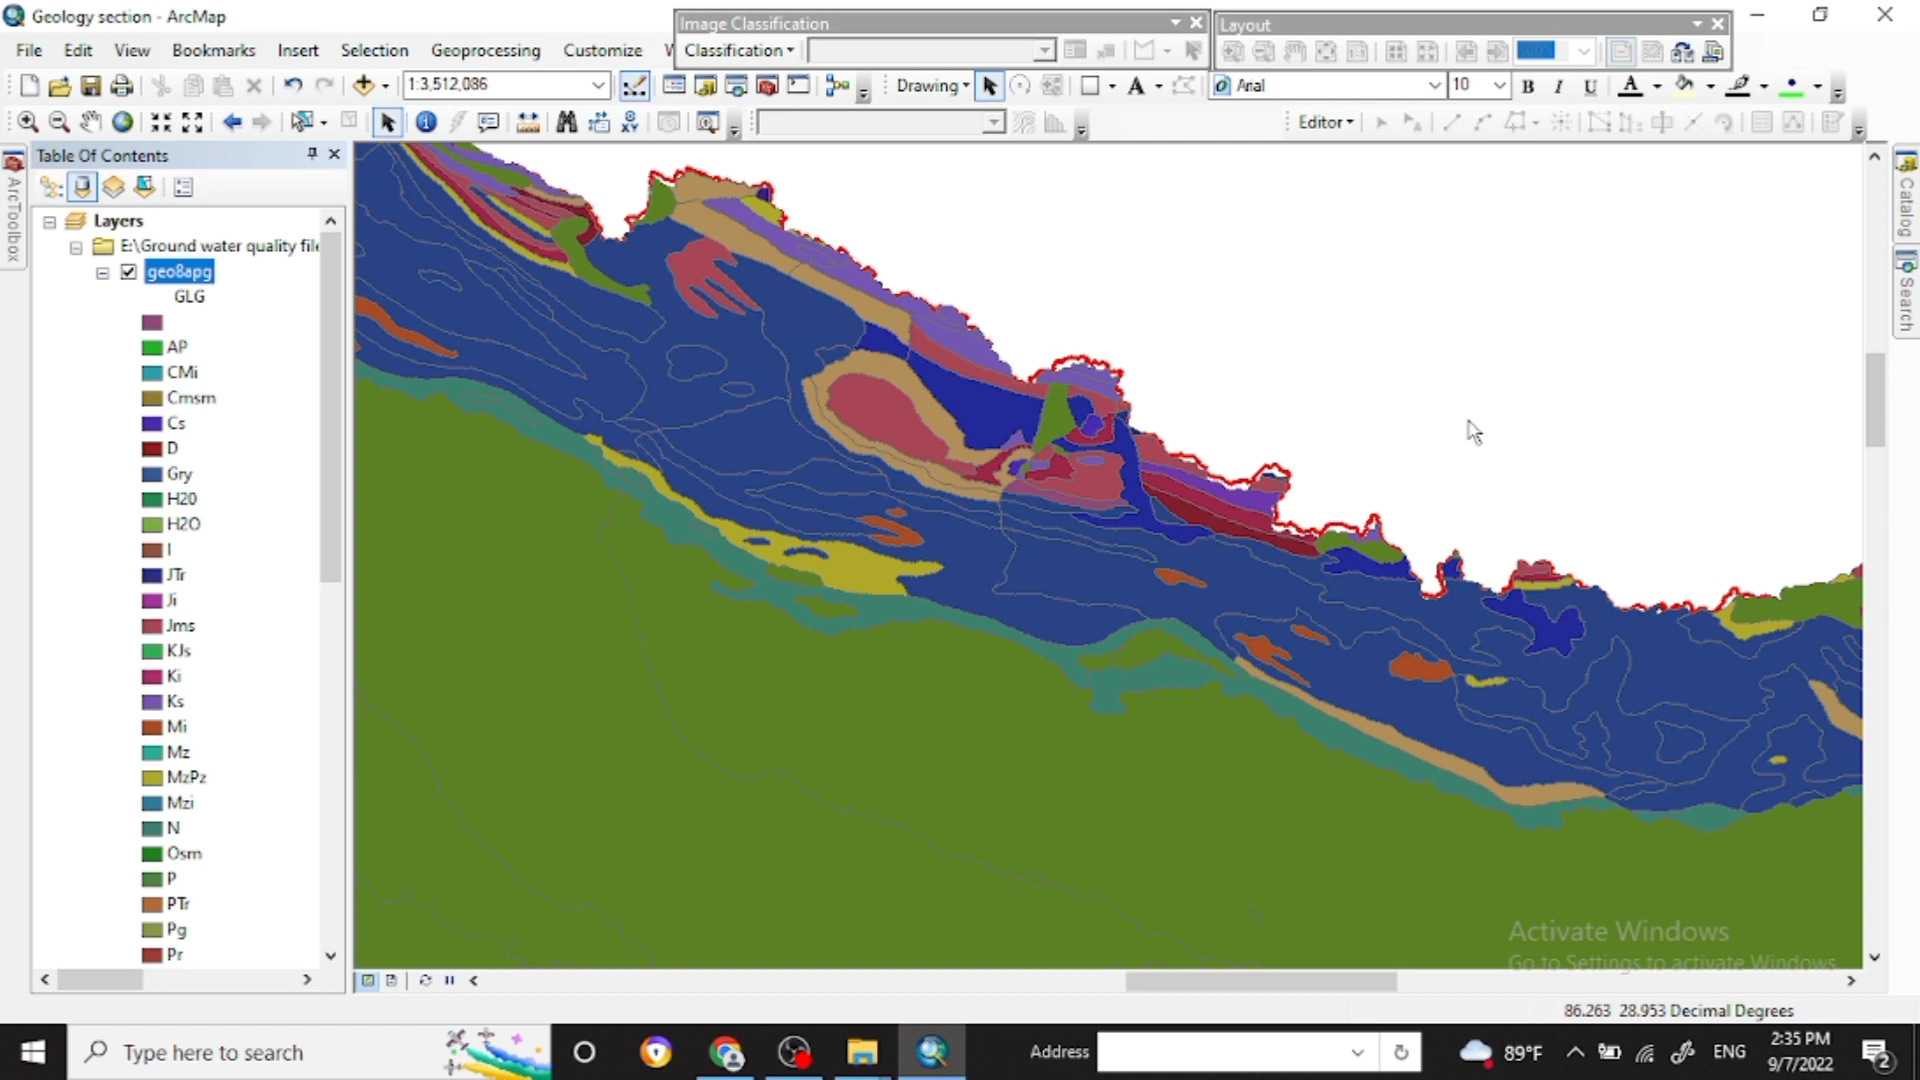 Geology section - ArcMap
Image Classification
Layout
File Edit View Bookmarks Insert Selection Geoprocessing Customize
Classification
1:3,512,086
Drawing
Arial
10
B I U A
Editor
Table Of Contents
ArcToolbox
Layers
E:\Ground water quality file
geo8apg
GLG
AP
CMi
Cmsm
Cs
D
Gry
H20
H2O
I
JTr
Ji
Jms
KJs
Ki
Ks
Mi
Mz
MzPz
Mzi
N
Osm
P
PTr
Pg
Pr
Catalog
Search
Activate Windows
Go to Settings to activate Windows.
86.263 28.953 Decimal Degrees
Type here to search
Address
89°F
ENG
2:35 PM
9/7/2022
2